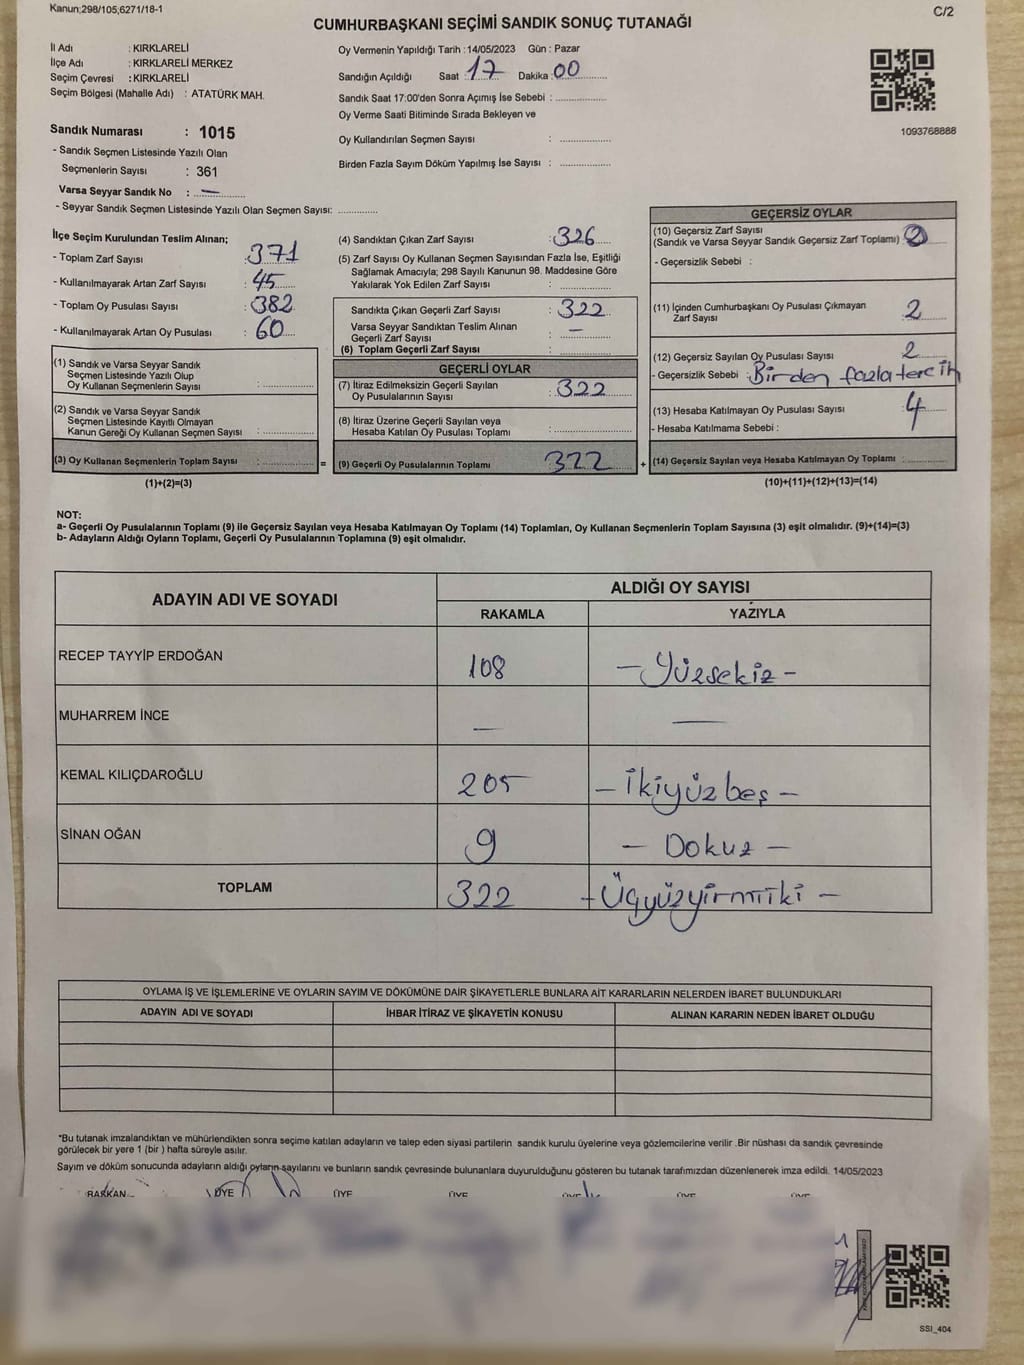 Kanun;298/105,6271/18-1
C/2
CUMHURBAŞKANI SEÇİMİ SANDIK SONUÇ TUTANAĞI
İl Adı : KIRKLARELİ
İlçe Adı : KIRKLARELİ MERKEZ
Seçim Çevresi : KIRKLARELİ
Seçim Bölgesi (Mahalle Adı) : ATATÜRK MAH.
Sandık Numarası : 1015
- Sandık Seçmen Listesinde Yazılı Olan
Seçmenlerin Sayısı : 361
Varsa Seyyar Sandık No : —
- Seyyar Sandık Seçmen Listesinde Yazılı Olan Seçmen Sayısı: ..............
Oy Vermenin Yapıldığı Tarih : 14/05/2023 Gün : Pazar
Sandığın Açıldığı Saat : 17 Dakika : 00
Sandık Saat 17:00'den Sonra Açımış İse Sebebi : ..............
Oy Verme Saati Bitiminde Sırada Bekleyen ve
Oy Kullandırılan Seçmen Sayısı : ..............
Birden Fazla Sayım Döküm Yapılmış İse Sayısı : ..............
1093768888
İlçe Seçim Kurulundan Teslim Alınan;
- Toplam Zarf Sayısı : 371
- Kullanılmayarak Artan Zarf Sayısı : 45
- Toplam Oy Pusulası Sayısı : 382
- Kullanılmayarak Artan Oy Pusulası : 60
(1) Sandık ve Varsa Seyyar Sandık
Seçmen Listesinde Yazılı Olup
Oy Kullanan Seçmenlerin Sayısı : ..............
(2) Sandık ve Varsa Seyyar Sandık
Seçmen Listesinde Kayıtlı Olmayan
Kanun Gereği Oy Kullanan Seçmen Sayısı : ..............
(3) Oy Kullanan Seçmenlerin Toplam Sayısı : ..............
(1)+(2)=(3)
(4) Sandıktan Çıkan Zarf Sayısı : 326
(5) Zarf Sayısı Oy Kullanan Seçmen Sayısından Fazla İse, Eşitliği
Sağlamak Amacıyla; 298 Sayılı Kanunun 98. Maddesine Göre
Yakılarak Yok Edilen Zarf Sayısı : ..............
Sandıkta Çıkan Geçerli Zarf Sayısı : 322
Varsa Seyyar Sandıktan Teslim Alınan
Geçerli Zarf Sayısı : —
(6) Toplam Geçerli Zarf Sayısı : ..............
GEÇERLİ OYLAR
(7) İtiraz Edilmeksizin Geçerli Sayılan
Oy Pusulalarının Sayısı : 322
(8) İtiraz Üzerine Geçerli Sayılan veya
Hesaba Katılan Oy Pusulası Toplamı : ..............
= (9) Geçerli Oy Pusulalarının Toplamı 322 +
GEÇERSİZ OYLAR
(10) Geçersiz Zarf Sayısı
(Sandık ve Varsa Seyyar Sandık Geçersiz Zarf Toplamı)
- Geçersizlik Sebebi :
(11) İçinden Cumhurbaşkanı Oy Pusulası Çıkmayan
Zarf Sayısı : 2
(12) Geçersiz Sayılan Oy Pusulası Sayısı : 2
- Geçersizlik Sebebi : Birden fazla tercih
(13) Hesaba Katılmayan Oy Pusulası Sayısı : 4
- Hesaba Katılmama Sebebi :
(14) Geçersiz Sayılan veya Hesaba Katılmayan Oy Toplamı : ..............
(10)+(11)+(12)+(13)=(14)
NOT:
a- Geçerli Oy Pusulalarının Toplamı (9) ile Geçersiz Sayılan veya Hesaba Katılmayan Oy Toplamı (14) Toplamları, Oy Kullanan Seçmenlerin Toplam Sayısına (3) eşit olmalıdır. (9)+(14)=(3)
b- Adayların Aldığı Oyların Toplamı, Geçerli Oy Pusulalarının Toplamına (9) eşit olmalıdır.
ADAYIN ADI VE SOYADI ALDIĞI OY SAYISI
RAKAMLA YAZIYLA
RECEP TAYYİP ERDOĞAN 108 — Yüzsekiz —
MUHARREM İNCE — —
KEMAL KILIÇDAROĞLU 205 — İkiyüzbeş —
SİNAN OĞAN 9 — Dokuz —
TOPLAM 322 — Üçyüzyirmiiki —
OYLAMA İŞ VE İŞLEMLERİNE VE OYLARIN SAYIM VE DÖKÜMÜNE DAİR ŞİKAYETLERLE BUNLARA AİT KARARLARIN NELERDEN İBARET BULUNDUKLARI
ADAYIN ADI VE SOYADI İHBAR İTİRAZ VE ŞİKAYETİN KONUSU ALINAN KARARIN NEDEN İBARET OLDUĞU
*Bu tutanak imzalandıktan ve mühürlendikten sonra seçime katılan adayların ve talep eden siyasi partilerin sandık kurulu üyelerine veya gözlemcilerine verilir .Bir nüshası da sandık çevresinde
görülecek bir yere 1 (bir ) hafta süreyle asılır.
Sayım ve döküm sonucunda adayların aldığı oyların sayılarını ve bunların sandık çevresinde bulunanlara duyurulduğunu gösteren bu tutanak tarafımızdan düzenlenerek imza edildi. 14/05/2023
BAŞKAN ÜYE ÜYE ÜYE ÜYE ÜYE ÜYE
SSI_404